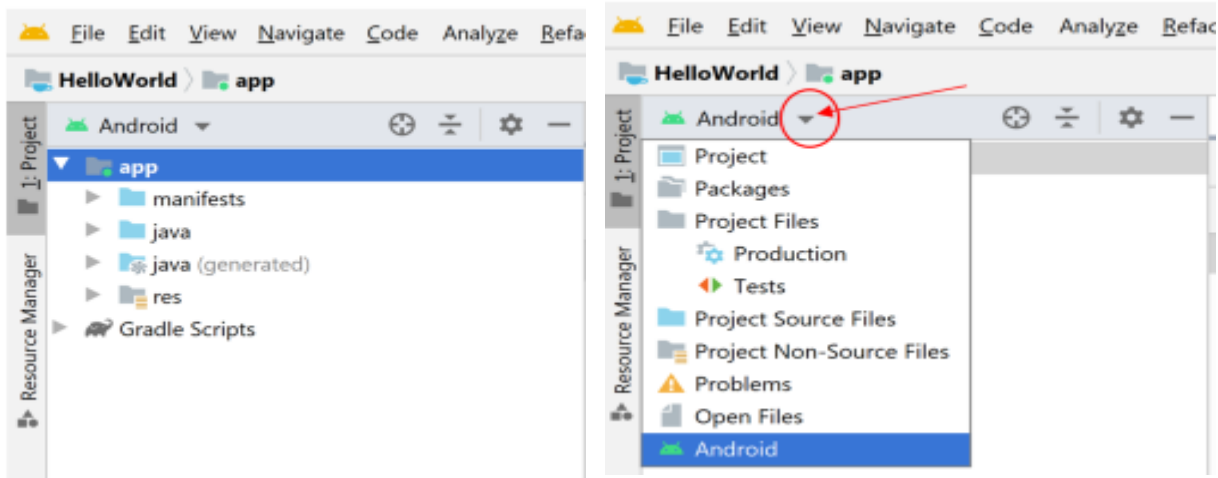 File Edit View Navigate Code Analyze Refa
HelloWorld app
1: Project
Android
app
manifests
java
java (generated)
res
Gradle Scripts
Resource Manager
File Edit View Navigate Code Analyze Refac
HelloWorld app
1: Project
Android
Project
Packages
Project Files
Production
Tests
Project Source Files
Project Non-Source Files
Problems
Open Files
Android
Resource Manager